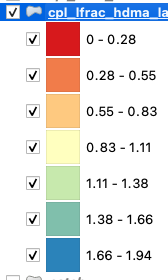 cpl_lfrac_hdma_la
0 - 0.28
0.28 - 0.55
0.55 - 0.83
0.83 - 1.11
1.11 - 1.38
1.38 - 1.66
1.66 - 1.94